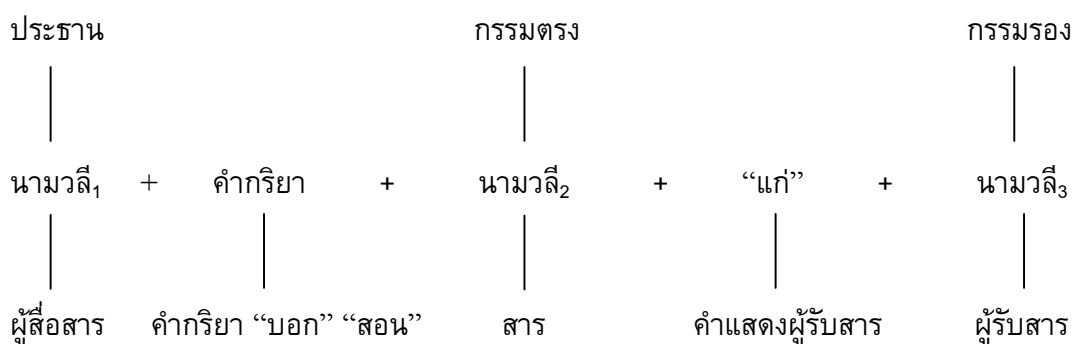 ประธาน กรรมตรง กรรมรอง
นามวลี₁ + คำกริยา + นามวลี₂ + “แก่” + นามวลี₃
ผู้สื่อสาร คำกริยา “บอก” “สอน” สาร คำแสดงผู้รับสาร ผู้รับสาร